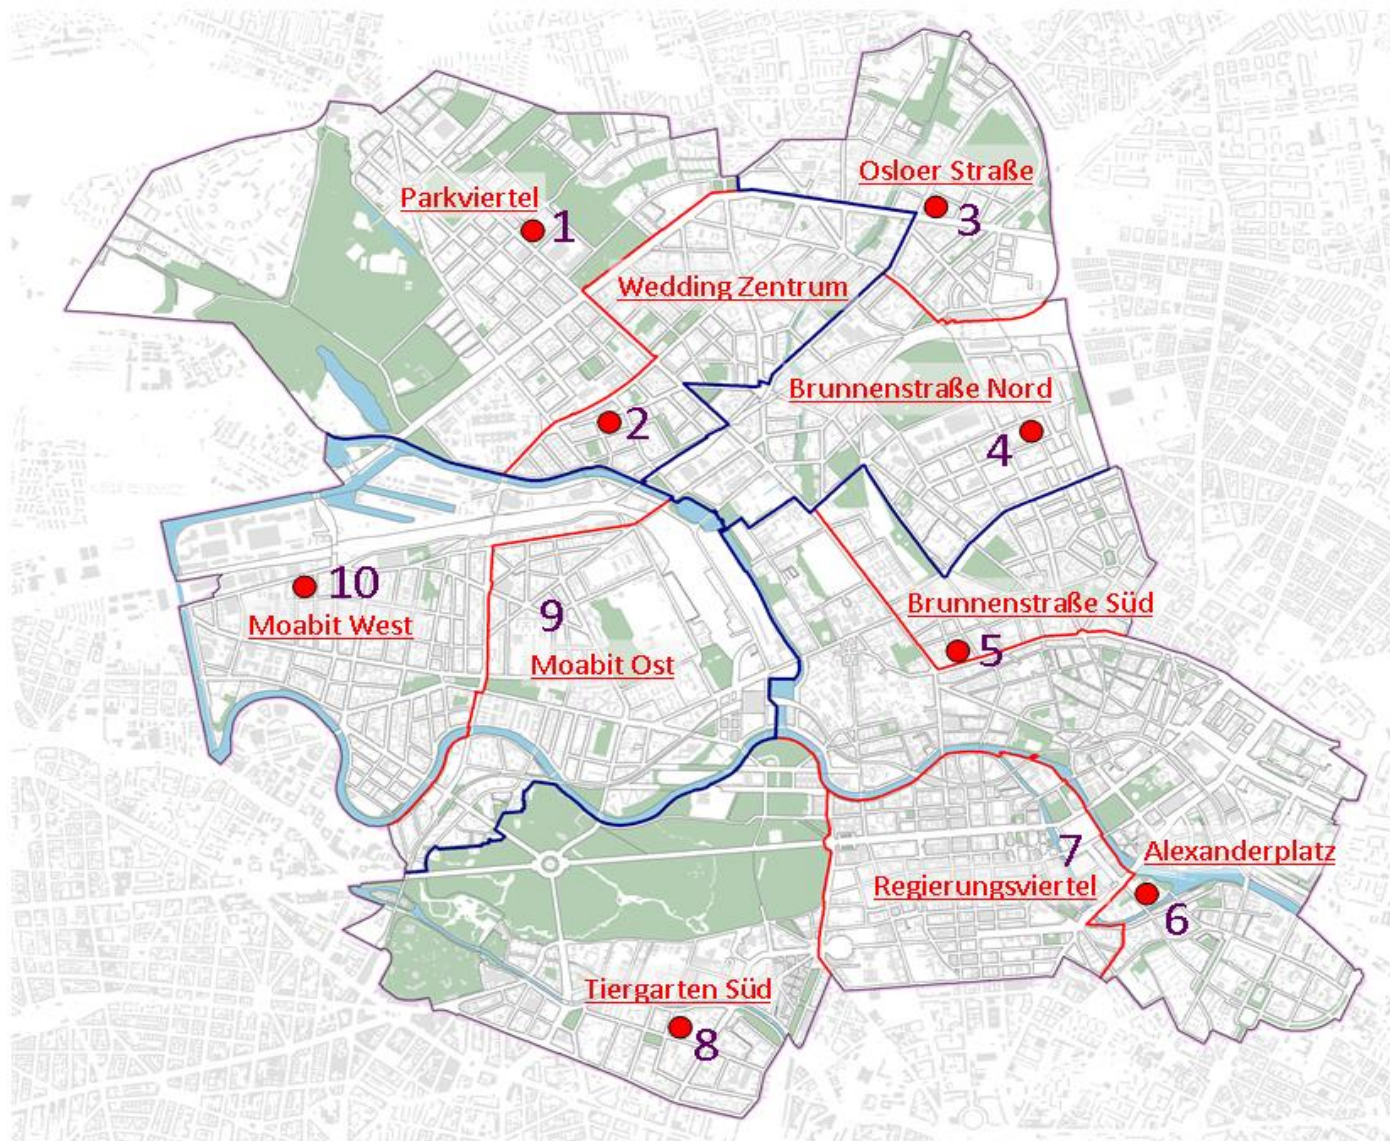 Osloer Straße
3
Parkviertel
1
Wedding Zentrum
2
Brunnenstraße Nord
4
10
Moabit West
9
Moabit Ost
Brunnenstraße Süd
5
7
Alexanderplatz
6
Regierungsviertel
Tiergarten Süd
8